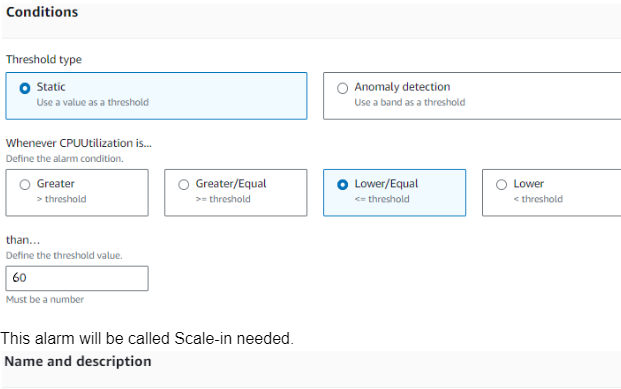 Conditions
Threshold type
Static
Use a value as a threshold
Anomaly detection
Use a band as a threshold
Whenever CPUUtilization is...
Define the alarm condition.
Greater
> threshold
Greater/Equal
>= threshold
Lower/Equal
<= threshold
Lower
< threshold
than...
Define the threshold value.
60
Must be a number
This alarm will be called Scale-in needed.
Name and description